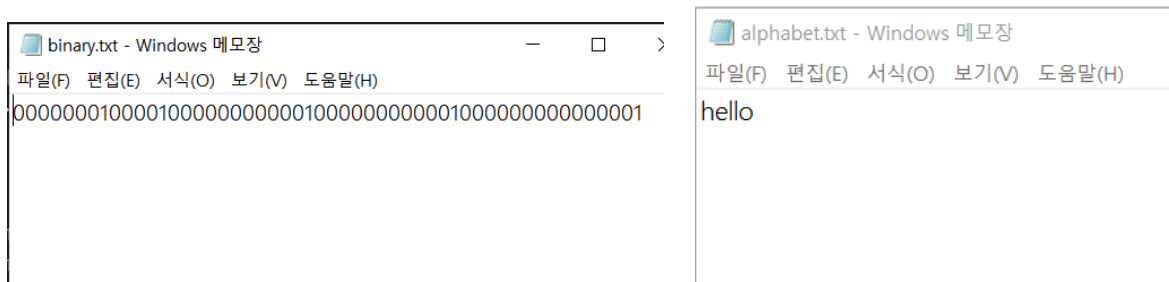 binary.txt - Windows 메모장
파일(F) 편집(E) 서식(O) 보기(V) 도움말(H)
0000000100001000000000001000000000001000000000000001
alphabet.txt - Windows 메모장
파일(F) 편집(E) 서식(O) 보기(V) 도움말(H)
hello